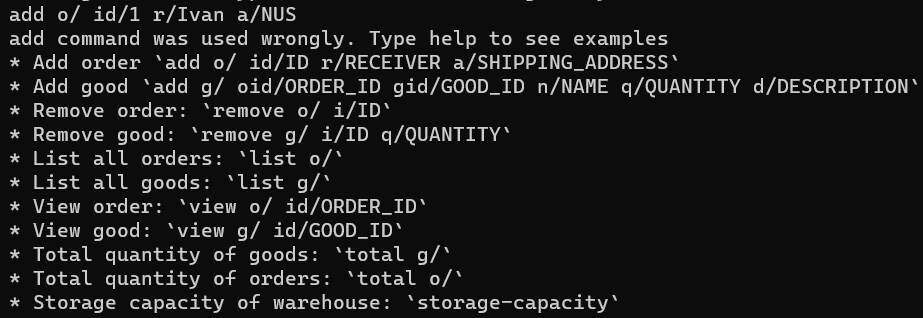 add o/ id/1 r/Ivan a/NUS
add command was used wrongly. Type help to see examples
* Add order `add o/ id/ID r/RECEIVER a/SHIPPING_ADDRESS`
* Add good `add g/ oid/ORDER_ID gid/GOOD_ID n/NAME q/QUANTITY d/DESCRIPTION`
* Remove order: `remove o/ i/ID`
* Remove good: `remove g/ i/ID q/QUANTITY`
* List all orders: `list o/`
* List all goods: `list g/`
* View order: `view o/ id/ORDER_ID`
* View good: `view g/ id/GOOD_ID`
* Total quantity of goods: `total g/`
* Total quantity of orders: `total o/`
* Storage capacity of warehouse: `storage-capacity`